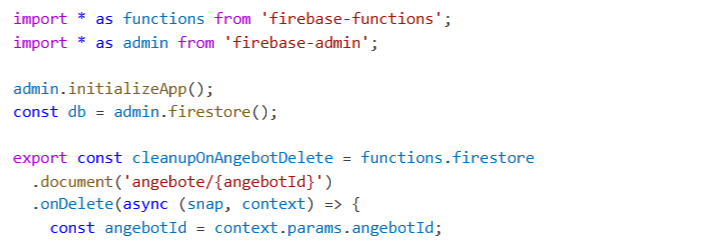 import * as functions from 'firebase-functions';
import * as admin from 'firebase-admin';
admin.initializeApp();
const db = admin.firestore();
export const cleanupOnAngebotDelete = functions.firestore
.document('angebote/{angebotId}')
.onDelete(async (snap, context) => {
const angebotId = context.params.angebotId;